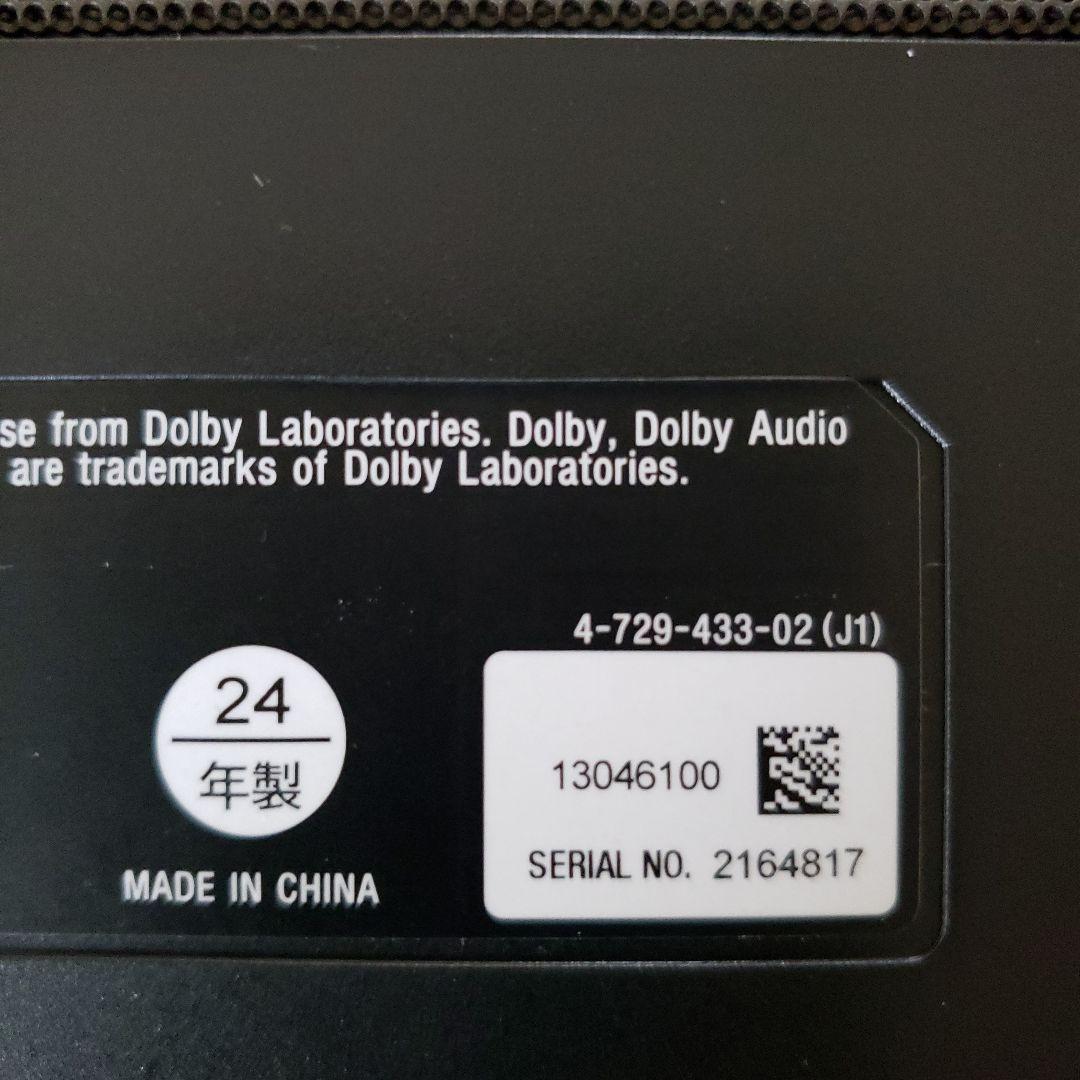 se from Dolby Laboratories. Dolby, Dolby Audio
are trademarks of Dolby Laboratories.
4-729-433-02 (J1)
24
年製
13046100
SERIAL NO. 2164817
MADE IN CHINA